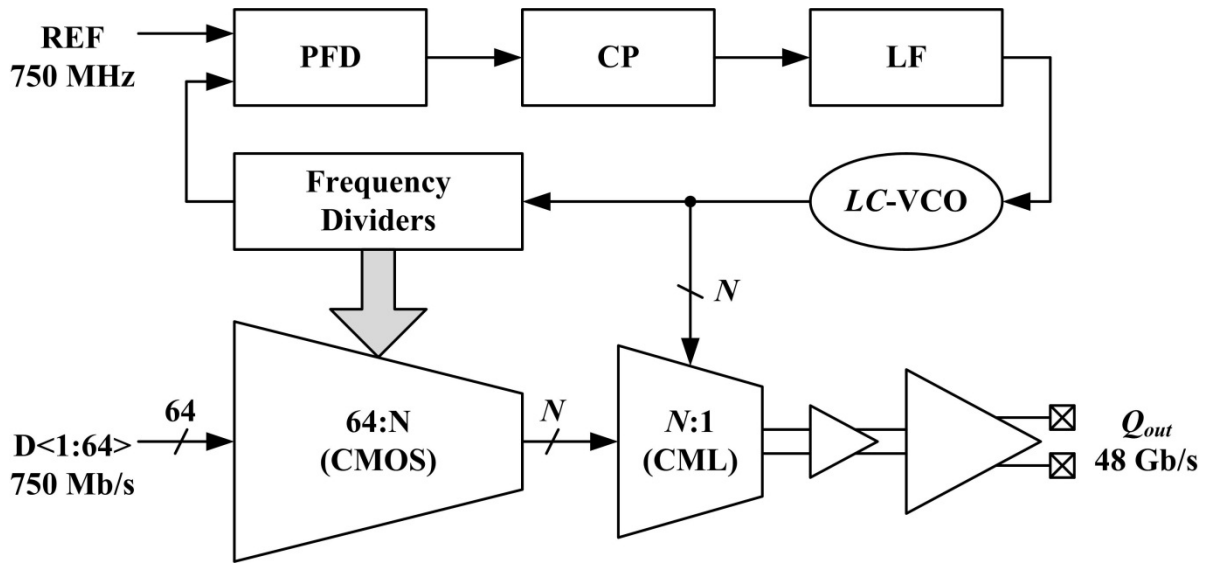 REF
750 MHz
PFD
CP
LF
Frequency
Dividers
LC-VCO
N
64
D<1:64>
750 Mb/s
64:N
(CMOS)
N
N:1
(CML)
Qout
48 Gb/s